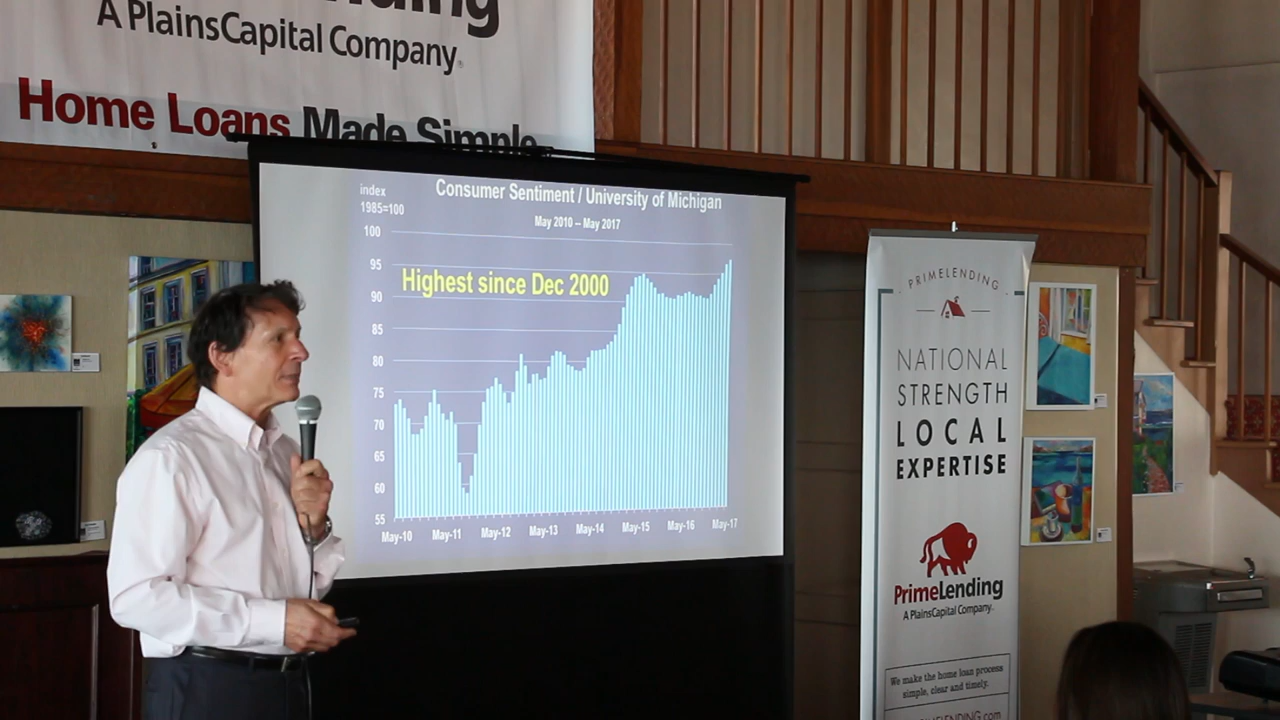 A PlainsCapital Company
Home Loans Made Simple
index
1985=100
Consumer Sentiment / University of Michigan
May 2010 – May 2017
Highest since Dec 2000
100
95
90
85
80
75
70
65
60
55
May-10 May-11 May-12 May-13 May-14 May-15 May-16 May-17
PRIMELENDING
NATIONAL
STRENGTH
LOCAL
EXPERTISE
PrimeLending
A PlainsCapital Company
We make the home loan process
simple, clear and timely.